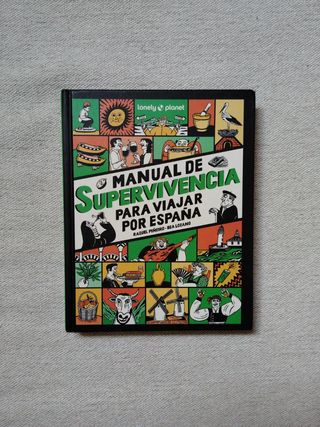 lonely planet
MANUAL DE
SUPERVIVENCIA
PARA VIAJAR
POR ESPAÑA
RAQUEL PIÑEIRO · BEA LOZANO